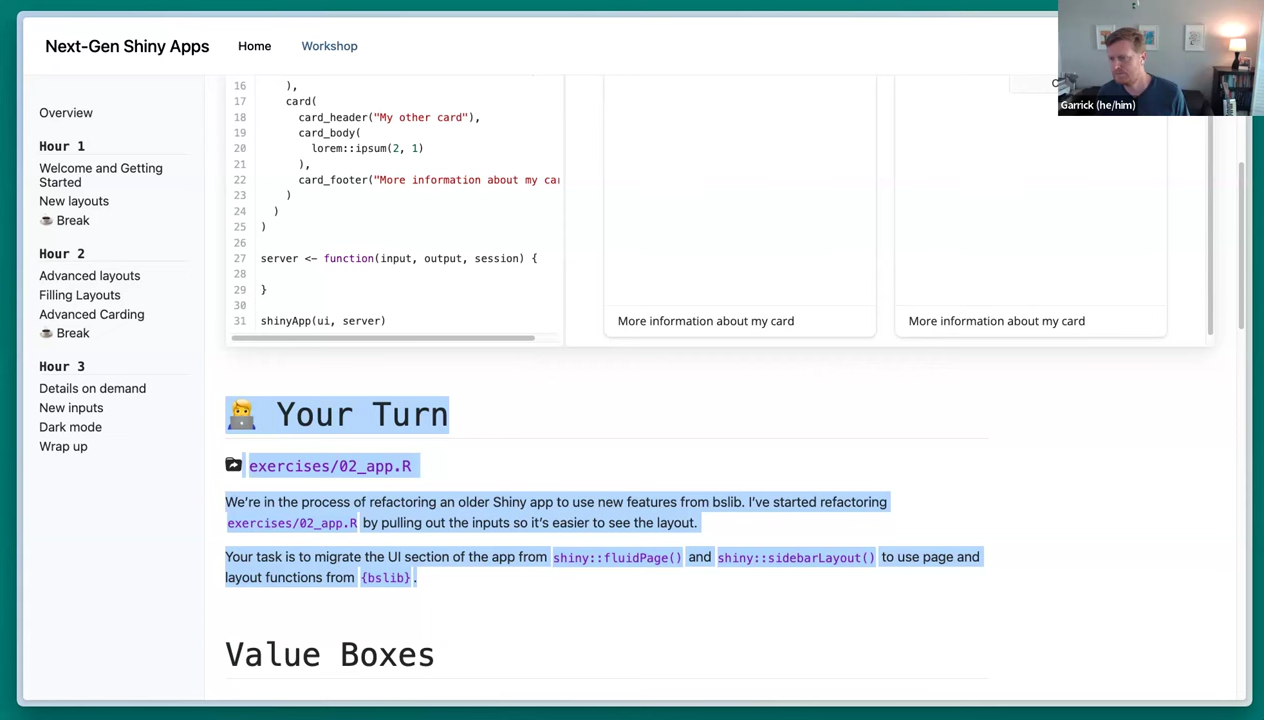 Next-Gen Shiny Apps
Home
Workshop
Garrick (he/him)
Overview
Hour 1
Welcome and Getting
Started
New layouts
☕ Break
Hour 2
Advanced layouts
Filling Layouts
Advanced Carding
☕ Break
Hour 3
Details on demand
New inputs
Dark mode
Wrap up
16 ),
17 card(
18 card_header("My other card"),
19 card_body(
20 lorem::ipsum(2, 1)
21 ),
22 card_footer("More information about my car
23 )
24 )
25 )
26
27 server <- function(input, output, session) {
28
29 }
30
31 shinyApp(ui, server)
More information about my card
More information about my card
🧑‍💻 Your Turn
exercises/02_app.R
We’re in the process of refactoring an older Shiny app to use new features from bslib. I’ve started refactoring
exercises/02_app.R by pulling out the inputs so it’s easier to see the layout.
Your task is to migrate the UI section of the app from shiny::fluidPage() and shiny::sidebarLayout() to use page and
layout functions from {bslib}.
Value Boxes